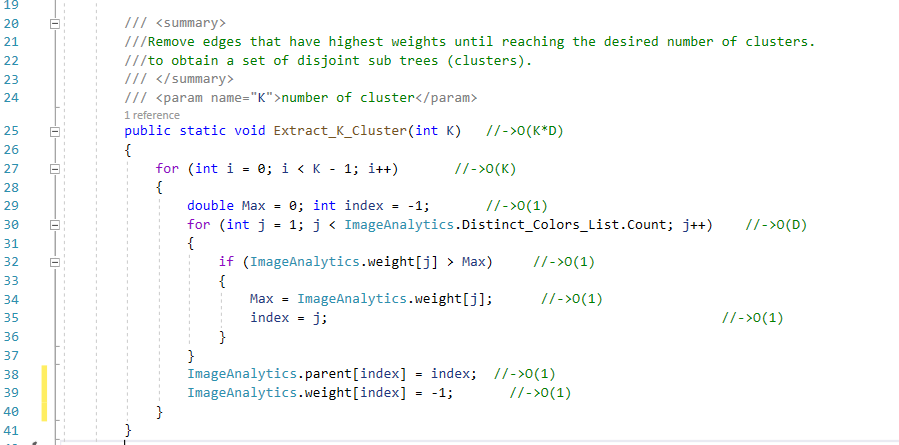 19
20 /// <summary>
21 ///Remove edges that have highest weights until reaching the desired number of clusters.
22 ///to obtain a set of disjoint sub trees (clusters).
23 /// </summary>
24 /// <param name="K">number of cluster</param>
1 reference
25 public static void Extract_K_Cluster(int K) //->O(K*D)
26 {
27 for (int i = 0; i < K - 1; i++) //->O(K)
28 {
29 double Max = 0; int index = -1; //->O(1)
30 for (int j = 1; j < ImageAnalytics.Distinct_Colors_List.Count; j++) //->O(D)
31 {
32 if (ImageAnalytics.weight[j] > Max) //->O(1)
33 {
34 Max = ImageAnalytics.weight[j]; //->O(1)
35 index = j; //->O(1)
36 }
37 }
38 ImageAnalytics.parent[index] = index; //->O(1)
39 ImageAnalytics.weight[index] = -1; //->O(1)
40 }
41 }